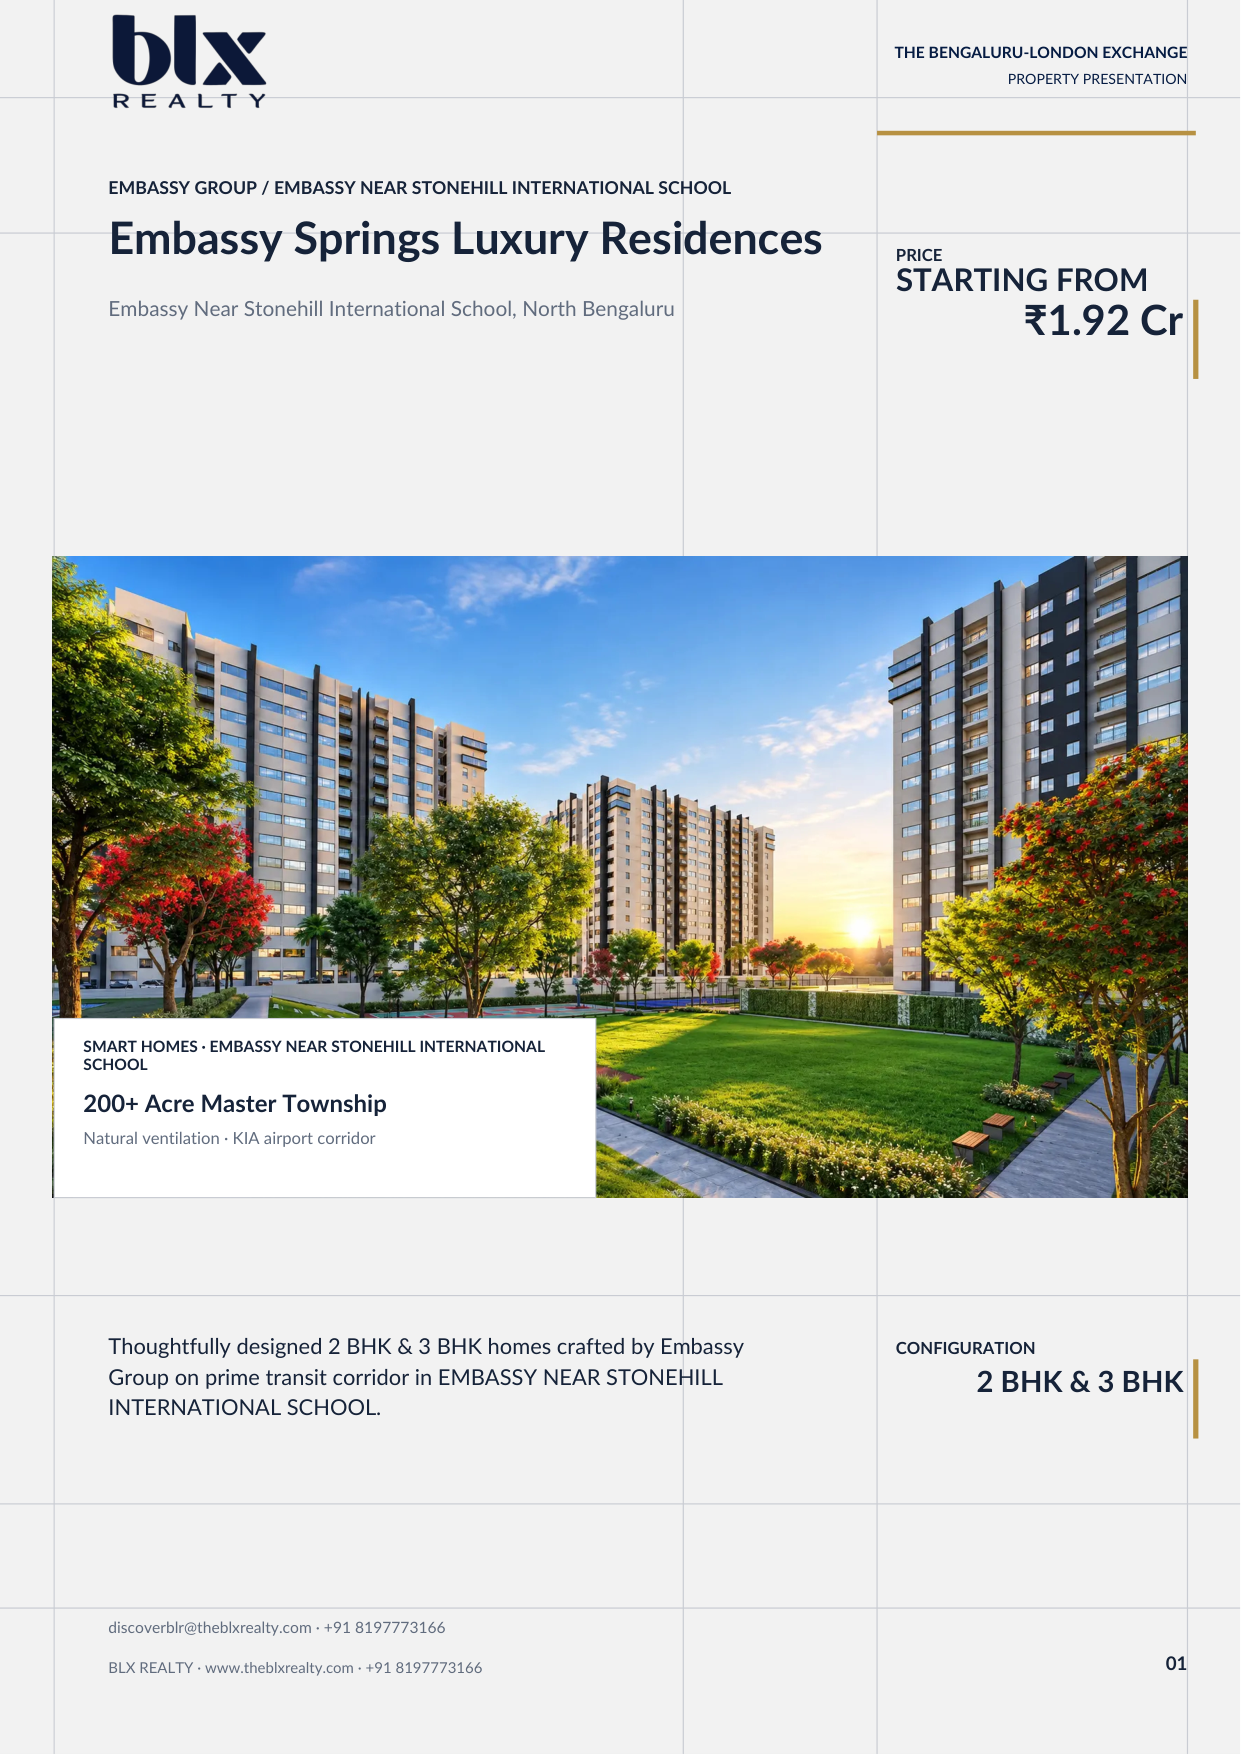 blx
REALTY
THE BENGALURU-LONDON EXCHANGE
PROPERTY PRESENTATION
EMBASSY GROUP / EMBASSY NEAR STONEHILL INTERNATIONAL SCHOOL
Embassy Springs Luxury Residences
Embassy Near Stonehill International School, North Bengaluru
PRICE
STARTING FROM
₹1.92 Cr
SMART HOMES · EMBASSY NEAR STONEHILL INTERNATIONAL
SCHOOL
200+ Acre Master Township
Natural ventilation · KIA airport corridor
Thoughtfully designed 2 BHK & 3 BHK homes crafted by Embassy
Group on prime transit corridor in EMBASSY NEAR STONEHILL
INTERNATIONAL SCHOOL.
CONFIGURATION
2 BHK & 3 BHK
discoverblr@theblxrealty.com · +91 8197773166
BLX REALTY · www.theblxrealty.com · +91 8197773166
01